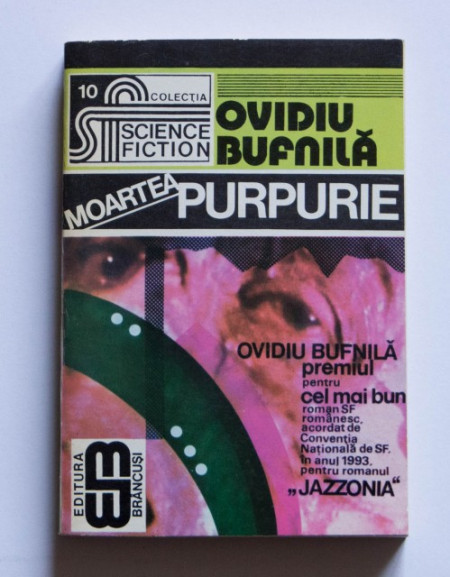 10
COLECȚIA
SCIENCE
FICTION
OVIDIU
BUFNILĂ
MOARTEA
PURPURIE
OVIDIU BUFNILĂ
premiul
pentru
cel mai bun
roman SF
românesc,
acordat de
Convenția
Națională de SF,
în anul 1993,
pentru romanul
„JAZZONIA"
EDITURA
BRÂNCUȘI